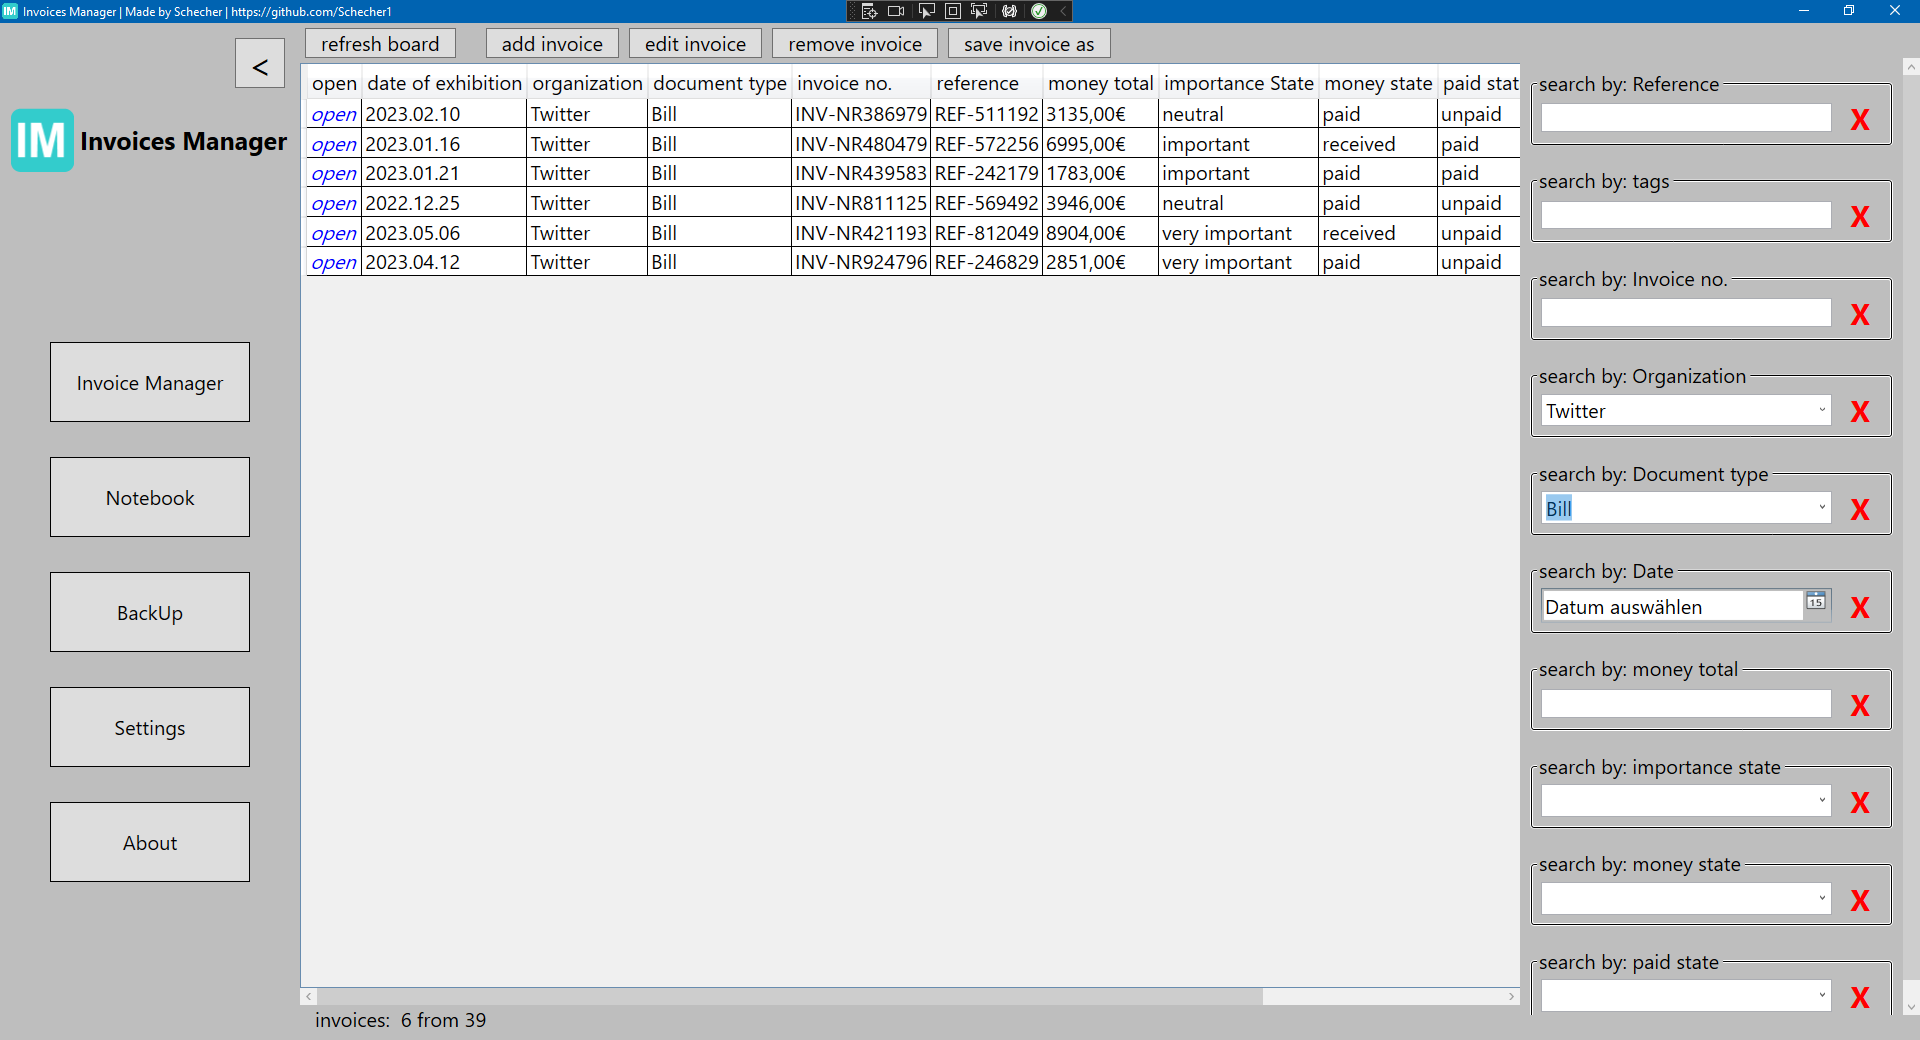 IM Invoices Manager | Made by Schecher | https://github.com/Schecher1
<
IM Invoices Manager
Invoice Manager
Notebook
BackUp
Settings
About
refresh board add invoice edit invoice remove invoice save invoice as
open date of exhibition organization document type invoice no. reference money total importance State money state paid stat
open 2023.02.10 Twitter Bill INV-NR386979 REF-511192 3135,00€ neutral paid unpaid
open 2023.01.16 Twitter Bill INV-NR480479 REF-572256 6995,00€ important received paid
open 2023.01.21 Twitter Bill INV-NR439583 REF-242179 1783,00€ important paid paid
open 2022.12.25 Twitter Bill INV-NR811125 REF-569492 3946,00€ neutral paid unpaid
open 2023.05.06 Twitter Bill INV-NR421193 REF-812049 8904,00€ very important received unpaid
open 2023.04.12 Twitter Bill INV-NR924796 REF-246829 2851,00€ very important paid unpaid
invoices: 6 from 39
search by: Reference
X
search by: tags
X
search by: Invoice no.
X
search by: Organization
Twitter X
search by: Document type
Bill X
search by: Date
Datum auswählen 15 X
search by: money total
X
search by: importance state
X
search by: money state
X
search by: paid state
X